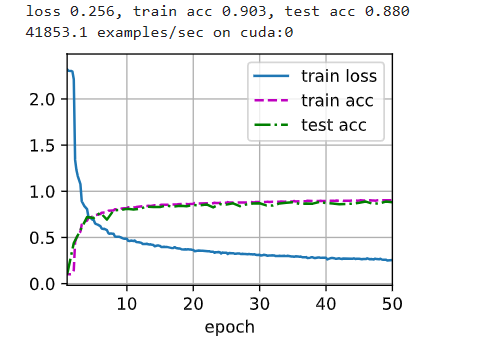 loss 0.256, train acc 0.903, test acc 0.880
41853.1 examples/sec on cuda:0
train loss
train acc
test acc
2.0
1.5
1.0
0.5
0.0
10 20 30 40 50
epoch